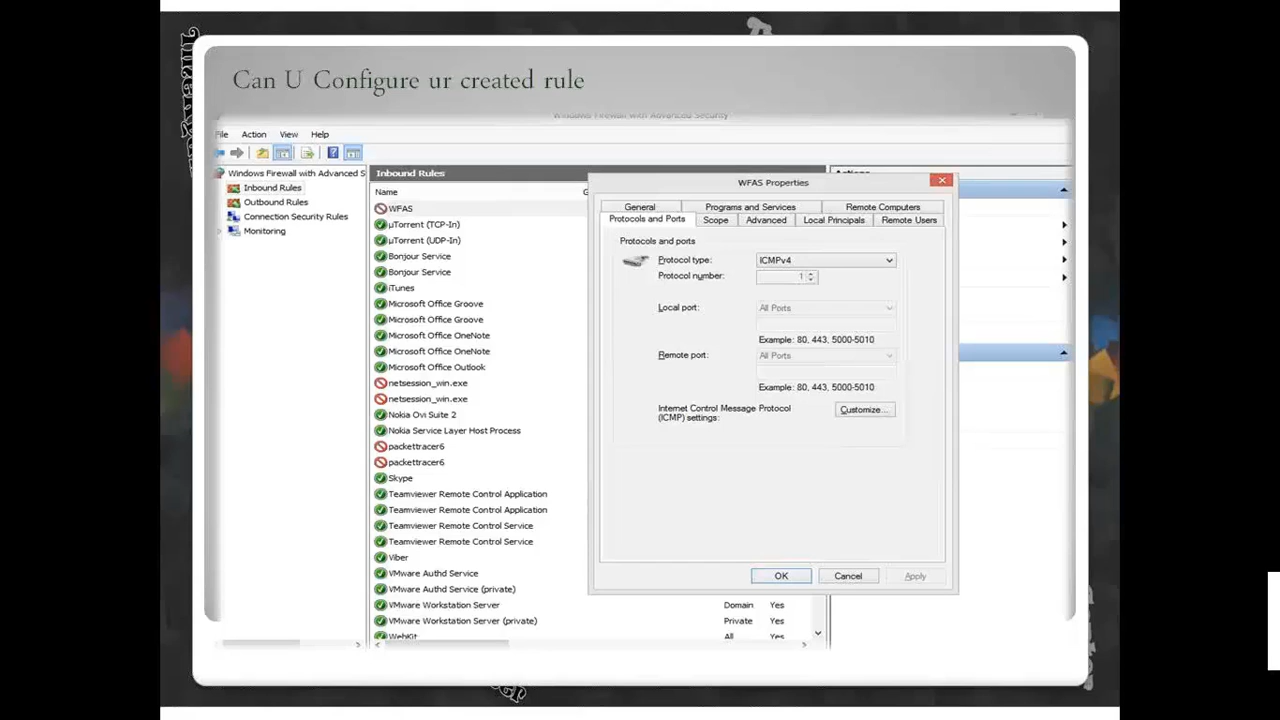 Can U Configure ur created rule
Windows Firewall with Advanced Security
File Action View Help
Windows Firewall with Advanced S
Inbound Rules
Outbound Rules
Connection Security Rules
Monitoring
Inbound Rules
Name
WFAS
µTorrent (TCP-In)
µTorrent (UDP-In)
Bonjour Service
Bonjour Service
iTunes
Microsoft Office Groove
Microsoft Office Groove
Microsoft Office OneNote
Microsoft Office OneNote
Microsoft Office Outlook
netsession_win.exe
netsession_win.exe
Nokia Ovi Suite 2
Nokia Service Layer Host Process
packettracer6
packettracer6
Skype
Teamviewer Remote Control Application
Teamviewer Remote Control Application
Teamviewer Remote Control Service
Teamviewer Remote Control Service
Viber
VMware Authd Service
VMware Authd Service (private)
VMware Workstation Server Domain Yes
VMware Workstation Server (private) Private Yes
WebKit All Yes
Actions
WFAS Properties
General Programs and Services Remote Computers
Protocols and Ports Scope Advanced Local Principals Remote Users
Protocols and ports
Protocol type: ICMPv4
Protocol number: 1
Local port: All Ports
Example: 80, 443, 5000-5010
Remote port: All Ports
Example: 80, 443, 5000-5010
Internet Control Message Protocol
(ICMP) settings: Customize...
OK Cancel Apply